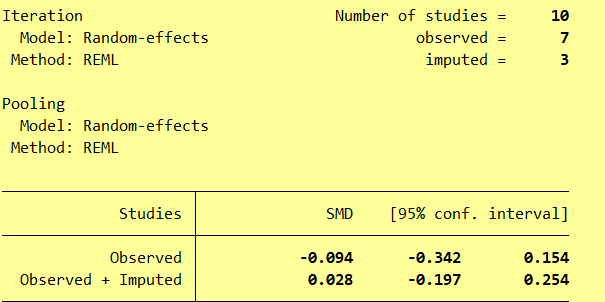 Iteration Number of studies = 10
Model: Random-effects observed = 7
Method: REML imputed = 3
Pooling
Model: Random-effects
Method: REML
Studies SMD [95% conf. interval]
Observed -0.094 -0.342 0.154
Observed + Imputed 0.028 -0.197 0.254